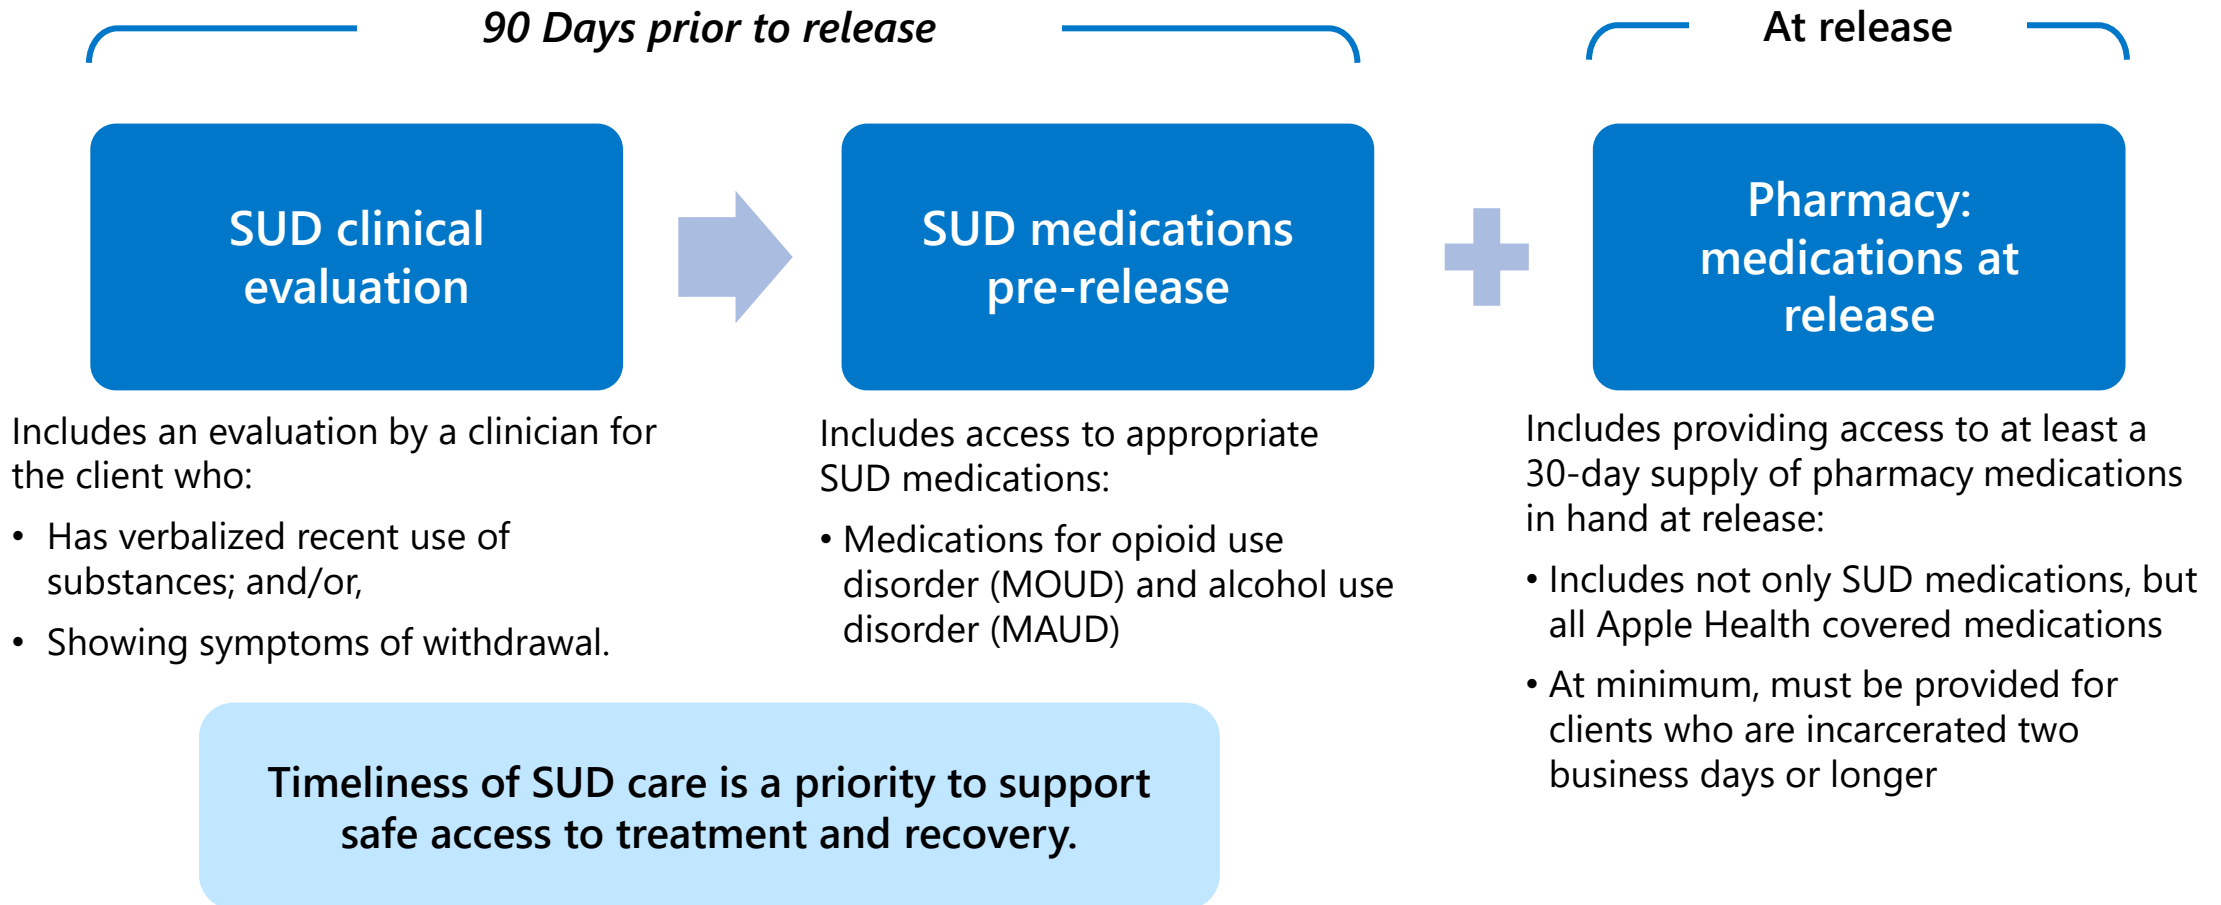 90 Days prior to release
At release
SUD clinical
evaluation
SUD medications
pre-release
Pharmacy:
medications at
release
Includes an evaluation by a clinician for
the client who:
• Has verbalized recent use of
substances; and/or,
• Showing symptoms of withdrawal.
Includes access to appropriate
SUD medications:
• Medications for opioid use
disorder (MOUD) and alcohol use
disorder (MAUD)
Includes providing access to at least a
30-day supply of pharmacy medications
in hand at release:
• Includes not only SUD medications, but
all Apple Health covered medications
• At minimum, must be provided for
clients who are incarcerated two
business days or longer
Timeliness of SUD care is a priority to support
safe access to treatment and recovery.